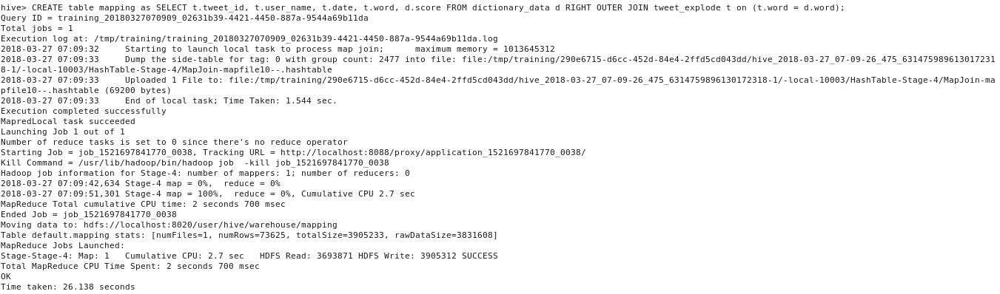 hive> CREATE table mapping as SELECT t.tweet_id, t.user_name, t.date, t.word, d.score FROM dictionary_data d RIGHT OUTER JOIN tweet_explode t on (t.word = d.word);
Query ID = training_20180327070909_02631b39-4421-4450-887a-9544a69b11da
Total jobs = 1
Execution log at: /tmp/training/training_20180327070909_02631b39-4421-4450-887a-9544a69b11da.log
2018-03-27 07:09:32     Starting to launch local task to process map join;      maximum memory = 1013645312
2018-03-27 07:09:33     Dump the side-table for tag: 0 with group count: 2477 into file: file:/tmp/training/290e6715-d6cc-452d-84e4-2ffd5cd043dd/hive_2018-03-27_07-09-26_475_631475989613017231
8-1/-local-10003/HashTable-Stage-4/MapJoin-mapfile10--.hashtable
2018-03-27 07:09:33     Uploaded 1 File to: file:/tmp/training/290e6715-d6cc-452d-84e4-2ffd5cd043dd/hive_2018-03-27_07-09-26_475_6314759896130172318-1/-local-10003/HashTable-Stage-4/MapJoin-ma
pfile10--.hashtable (69200 bytes)
2018-03-27 07:09:33     End of local task; Time Taken: 1.544 sec.
Execution completed successfully
MapredLocal task succeeded
Launching Job 1 out of 1
Number of reduce tasks is set to 0 since there's no reduce operator
Starting Job = job_1521697841770_0038, Tracking URL = http://localhost:8088/proxy/application_1521697841770_0038/
Kill Command = /usr/lib/hadoop/bin/hadoop job  -kill job_1521697841770_0038
Hadoop job information for Stage-4: number of mappers: 1; number of reducers: 0
2018-03-27 07:09:42,634 Stage-4 map = 0%,  reduce = 0%
2018-03-27 07:09:51,301 Stage-4 map = 100%,  reduce = 0%, Cumulative CPU 2.7 sec
MapReduce Total cumulative CPU time: 2 seconds 700 msec
Ended Job = job_1521697841770_0038
Moving data to: hdfs://localhost:8020/user/hive/warehouse/mapping
Table default.mapping stats: [numFiles=1, numRows=73625, totalSize=3905233, rawDataSize=3831608]
MapReduce Jobs Launched:
Stage-Stage-4: Map: 1   Cumulative CPU: 2.7 sec   HDFS Read: 3693871 HDFS Write: 3905312 SUCCESS
Total MapReduce CPU Time Spent: 2 seconds 700 msec
OK
Time taken: 26.138 seconds